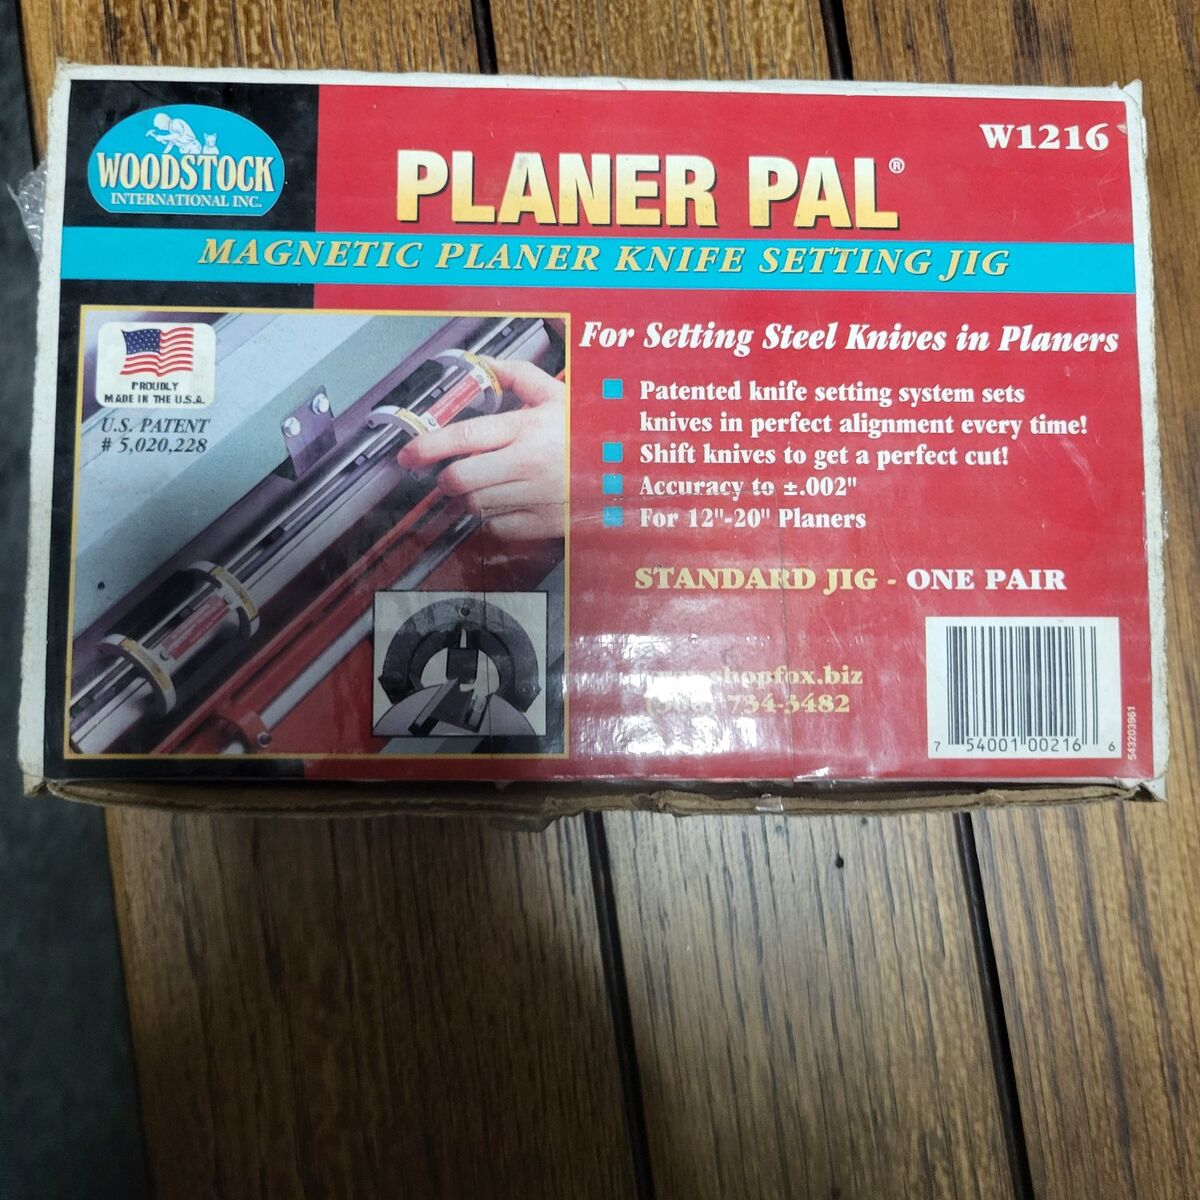 WOODSTOCK
INTERNATIONAL INC.
W1216
PLANER PAL®
MAGNETIC PLANER KNIFE SETTING JIG
PROUDLY
MADE IN THE U.S.A.
U.S. PATENT
# 5,020,228
For Setting Steel Knives in Planers
Patented knife setting system sets
knives in perfect alignment every time!
Shift knives to get a perfect cut!
Accuracy to ±.002"
For 12"-20" Planers
STANDARD JIG - ONE PAIR
shopfox.biz
734-3482
7 54001 00216 6
543203961